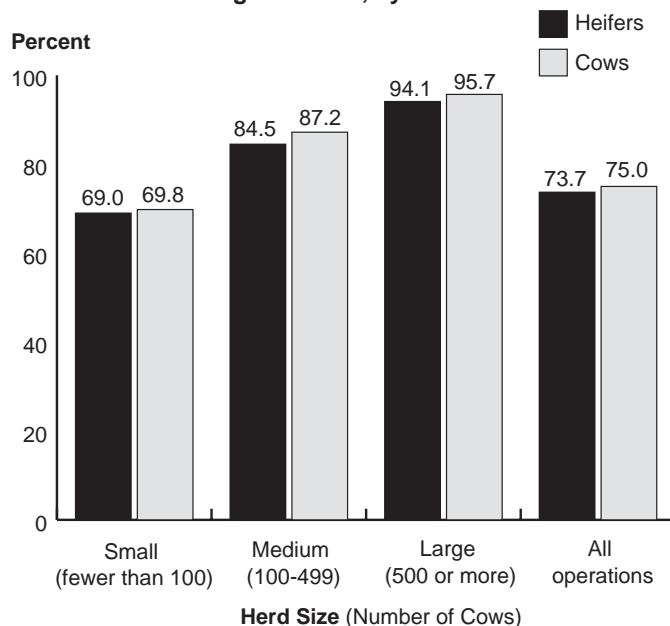 Heifers
Cows
Percent
100
80
60
40
20
0
69.0 69.8
84.5 87.2
94.1 95.7
73.7 75.0
Small Medium Large All
(fewer than 100) (100-499) (500 or more) operations
Herd Size (Number of Cows)